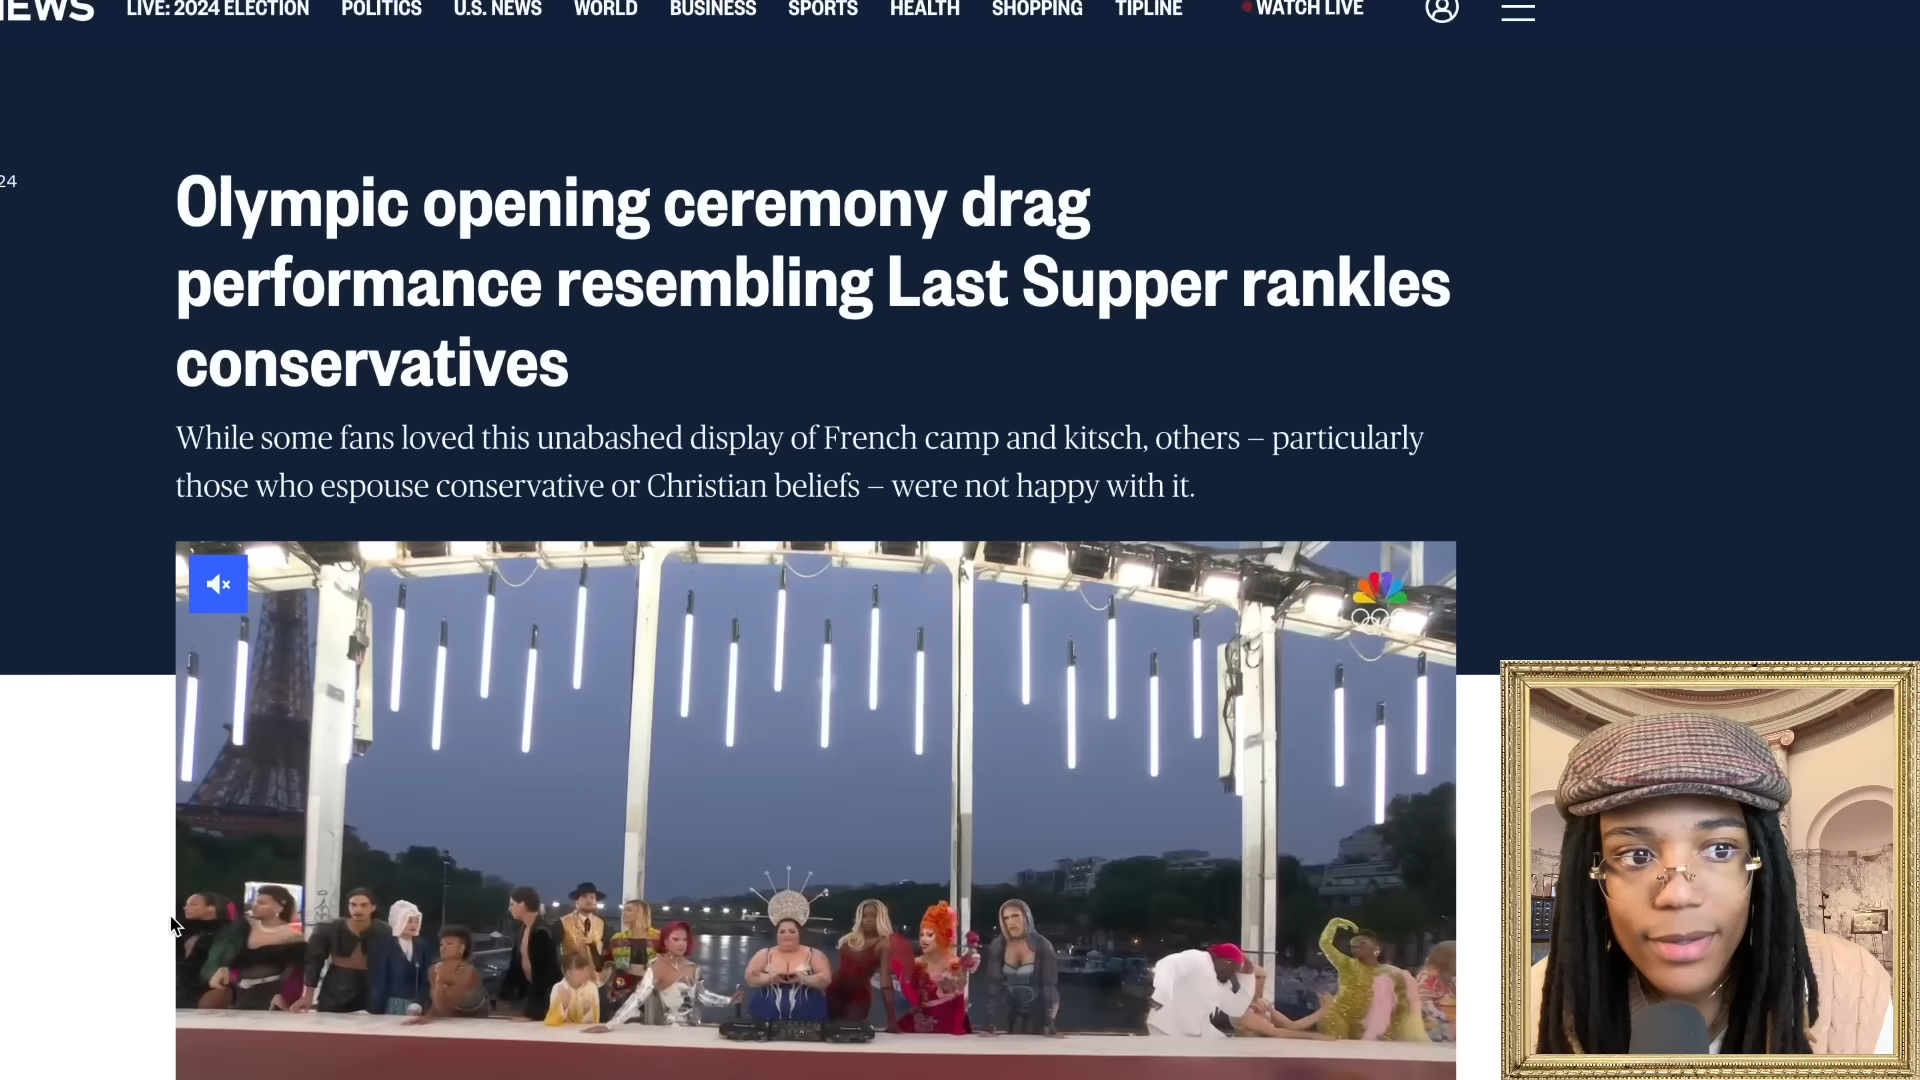 NEWS LIVE: 2024 ELECTION POLITICS U.S. NEWS WORLD BUSINESS SPORTS HEALTH SHOPPING TIPLINE WATCH LIVE
24
Olympic opening ceremony drag
performance resembling Last Supper rankles
conservatives
While some fans loved this unabashed display of French camp and kitsch, others – particularly
those who espouse conservative or Christian beliefs – were not happy with it.